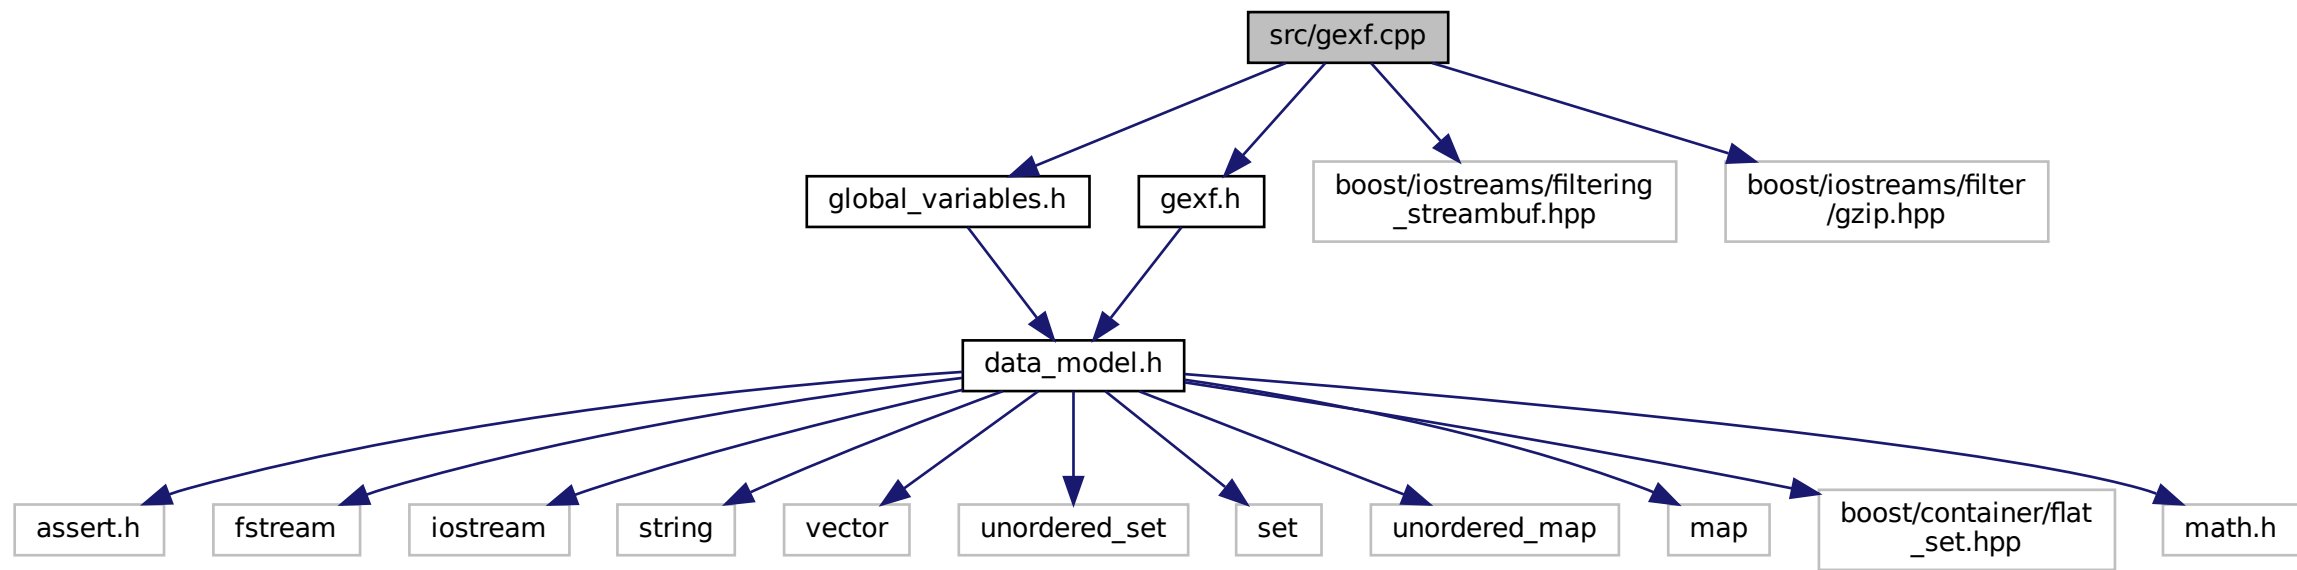 src/gexf.cpp
global_variables.h
gexf.h
boost/iostreams/filtering
_streambuf.hpp
boost/iostreams/filter
/gzip.hpp
data_model.h
assert.h
fstream
iostream
string
vector
unordered_set
set
unordered_map
map
boost/container/flat
_set.hpp
math.h